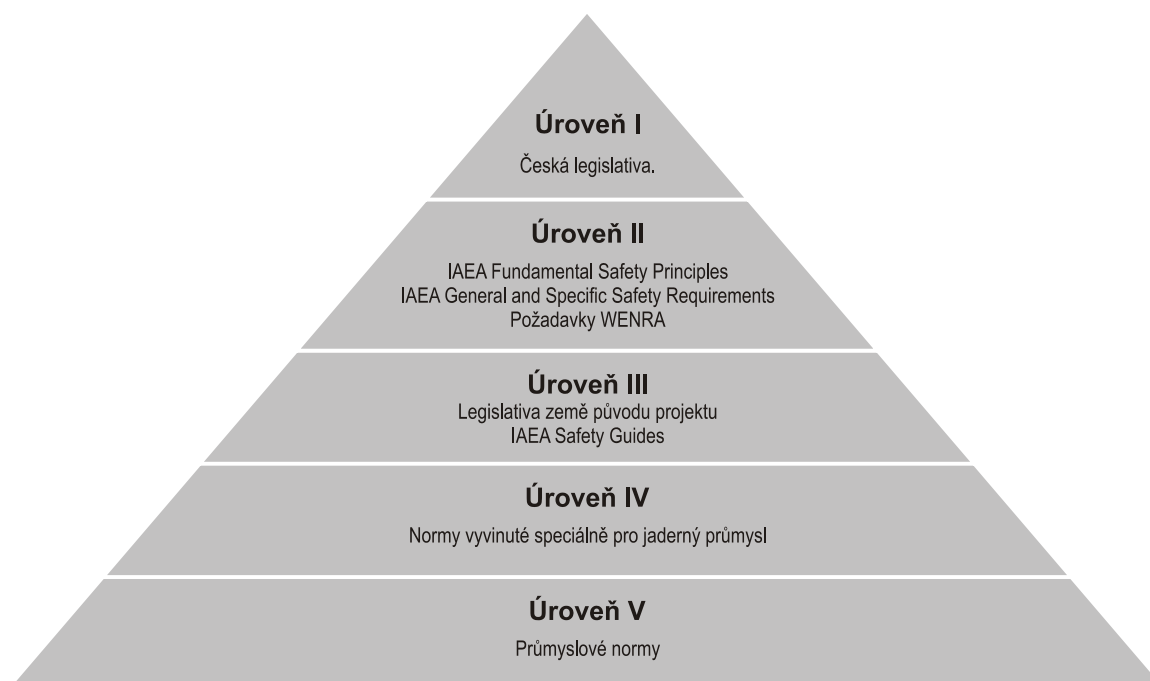 Úroveň I
Česká legislativa.
Úroveň II
IAEA Fundamental Safety Principles
IAEA General and Specific Safety Requirements
Požadavky WENRA
Úroveň III
Legislativa země původu projektu
IAEA Safety Guides
Úroveň IV
Normy vyvinuté speciálně pro jaderný průmysl
Úroveň V
Průmyslové normy